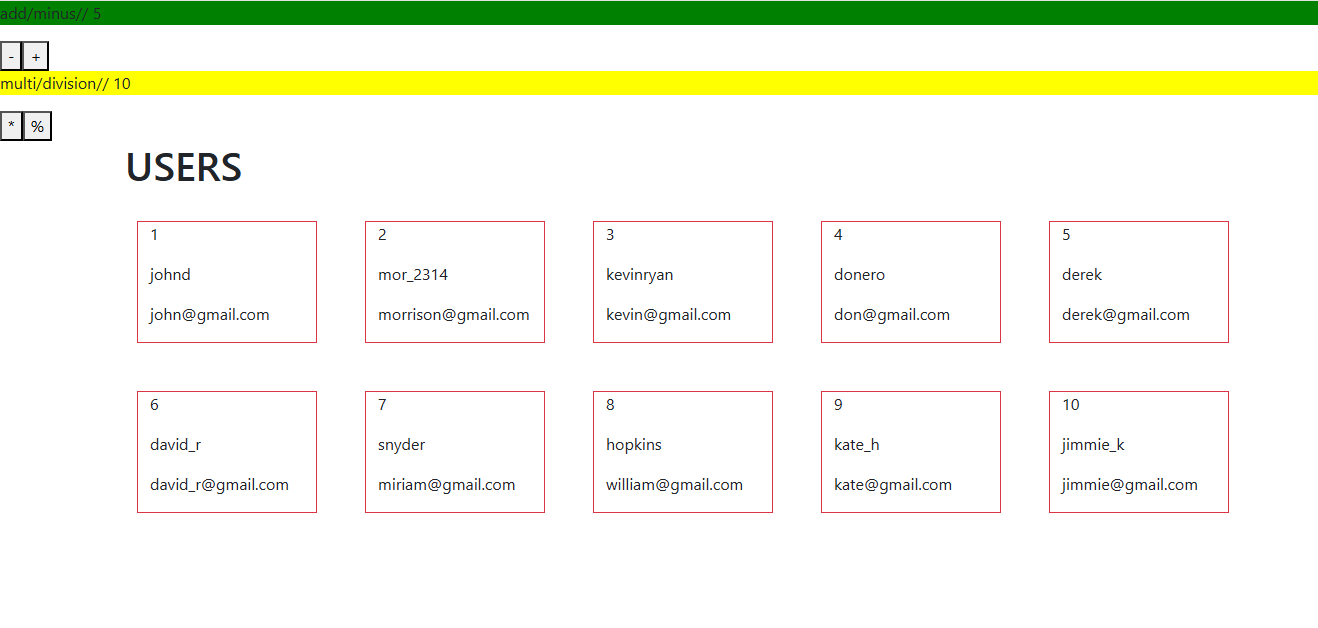 add/minus// 5
- +
multi/division// 10
* %
USERS
1
johnd
john@gmail.com
2
mor_2314
morrison@gmail.com
3
kevinryan
kevin@gmail.com
4
donero
don@gmail.com
5
derek
derek@gmail.com
6
david_r
david_r@gmail.com
7
snyder
miriam@gmail.com
8
hopkins
william@gmail.com
9
kate_h
kate@gmail.com
10
jimmie_k
jimmie@gmail.com